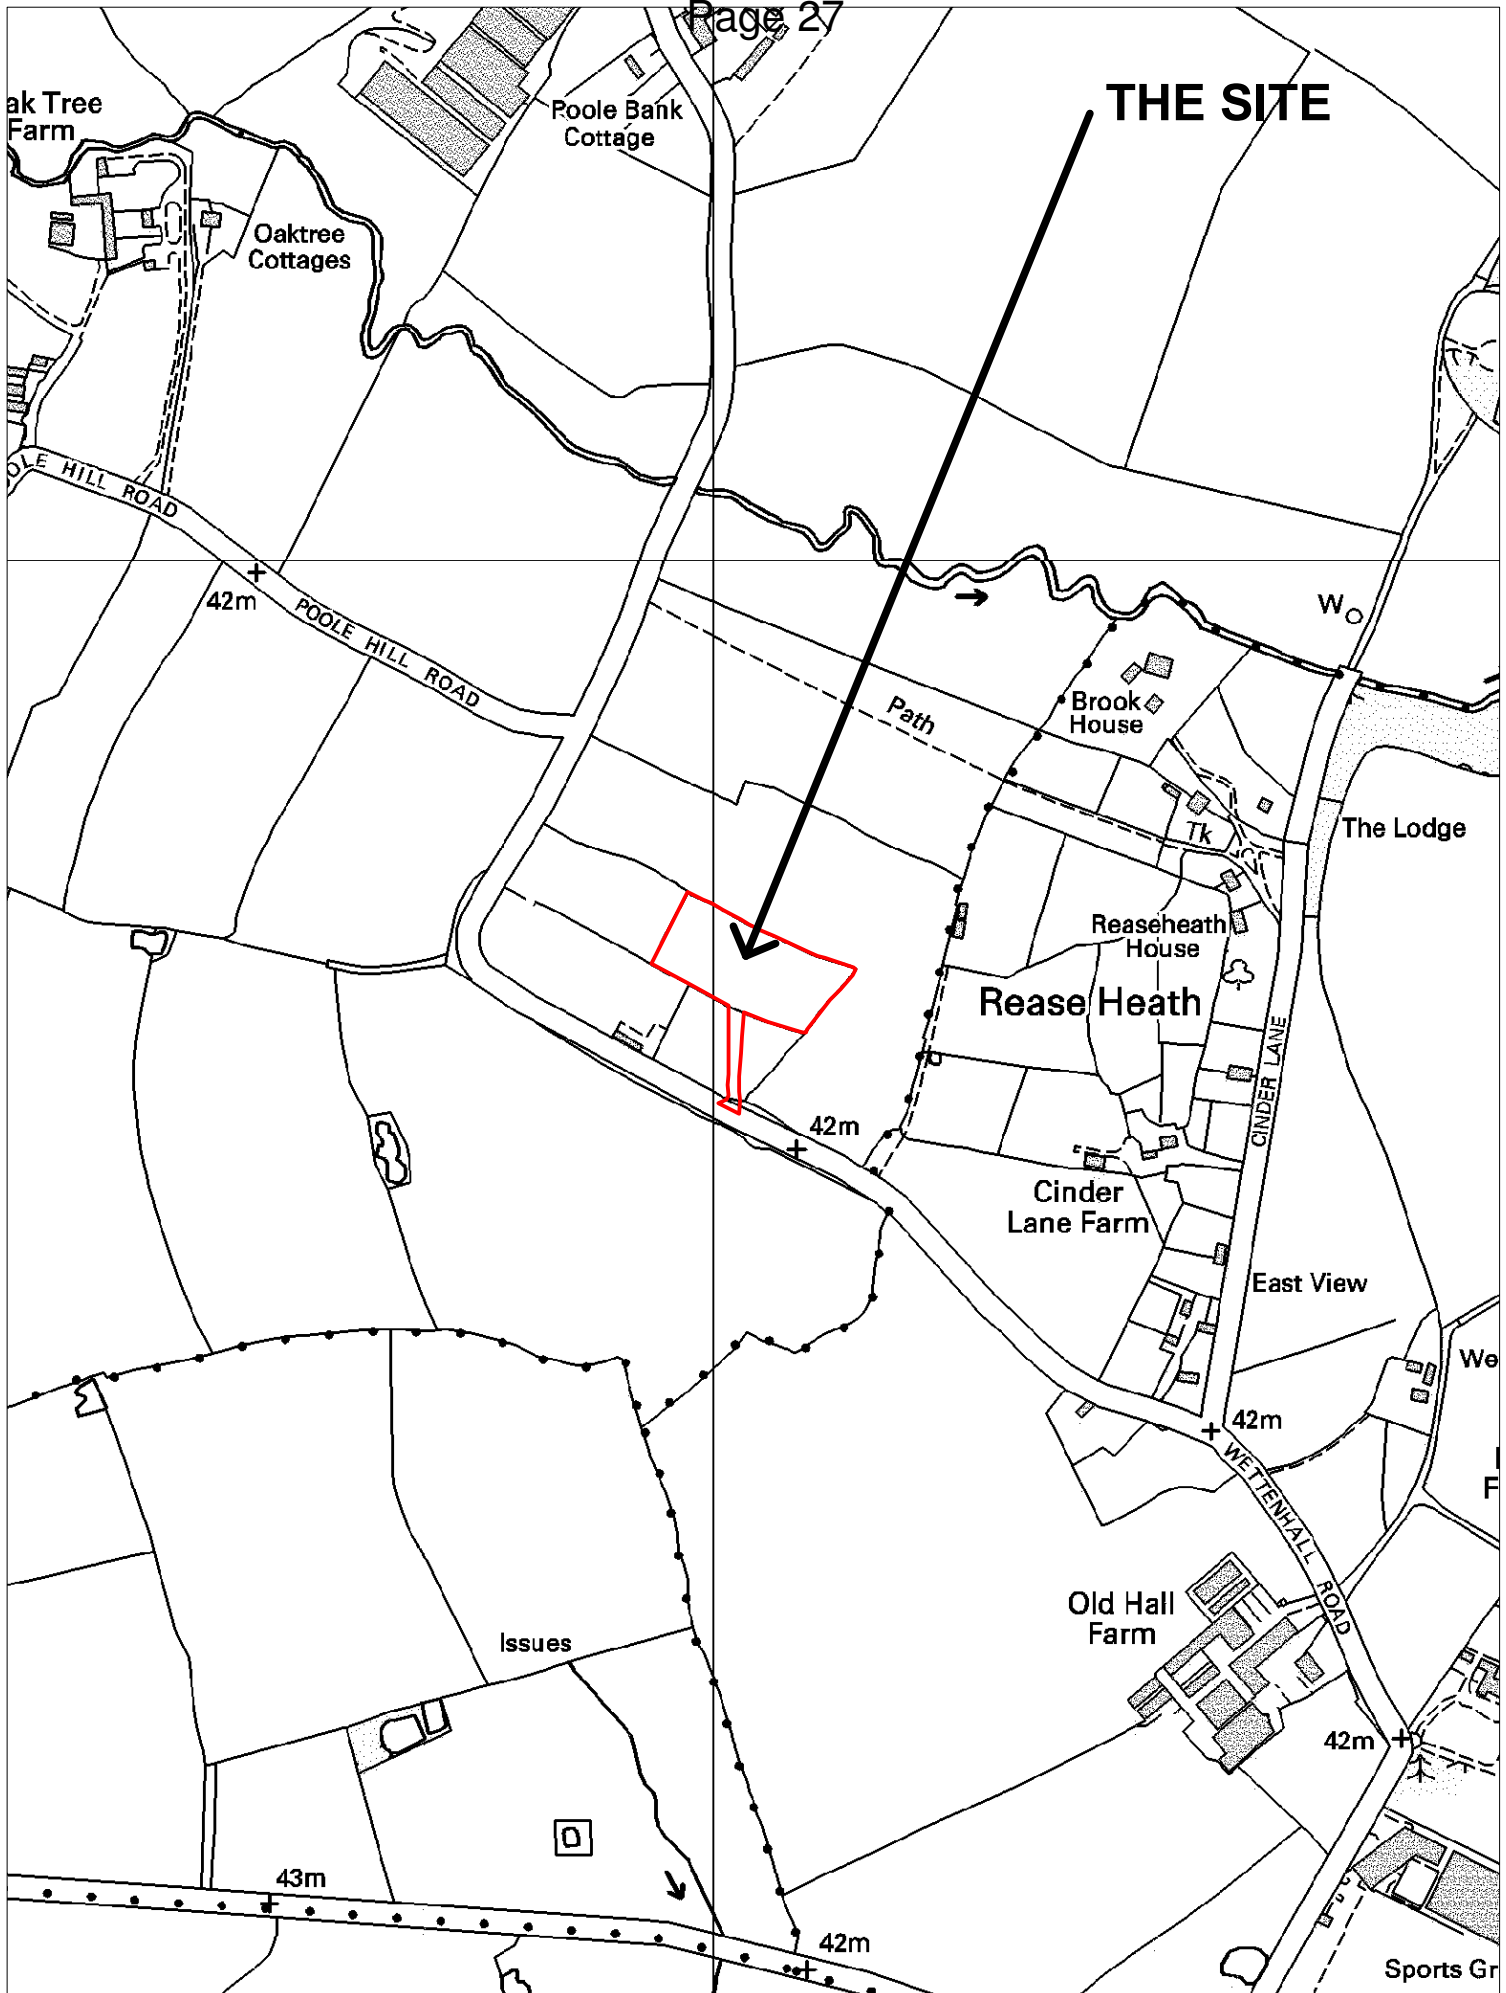 Page 27
THE SITE
ak Tree
Farm
Poole Bank
Cottage
Oaktree
Cottages
OLE HILL ROAD
42m
POOLE HILL ROAD
W
Path
Brook
House
Tk
The Lodge
Reaseheath
House
Rease Heath
CINDER LANE
42m
Cinder
Lane Farm
East View
We
42m
WETTENHALL ROAD
F
Old Hall
Farm
Issues
42m
43m
42m
Sports Gr